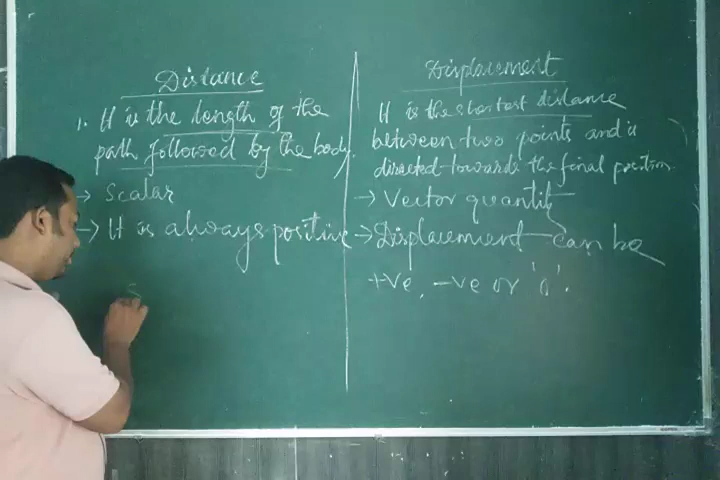 Distance
1. It is the length of the
path followed by the body.
→ Scalar
→ It is always positive
Displacement
It is the shortest distance
between two points and is
directed towards the final position.
→ Vector quantity
→ Displacement can be
+ve, -ve or '0'.
S